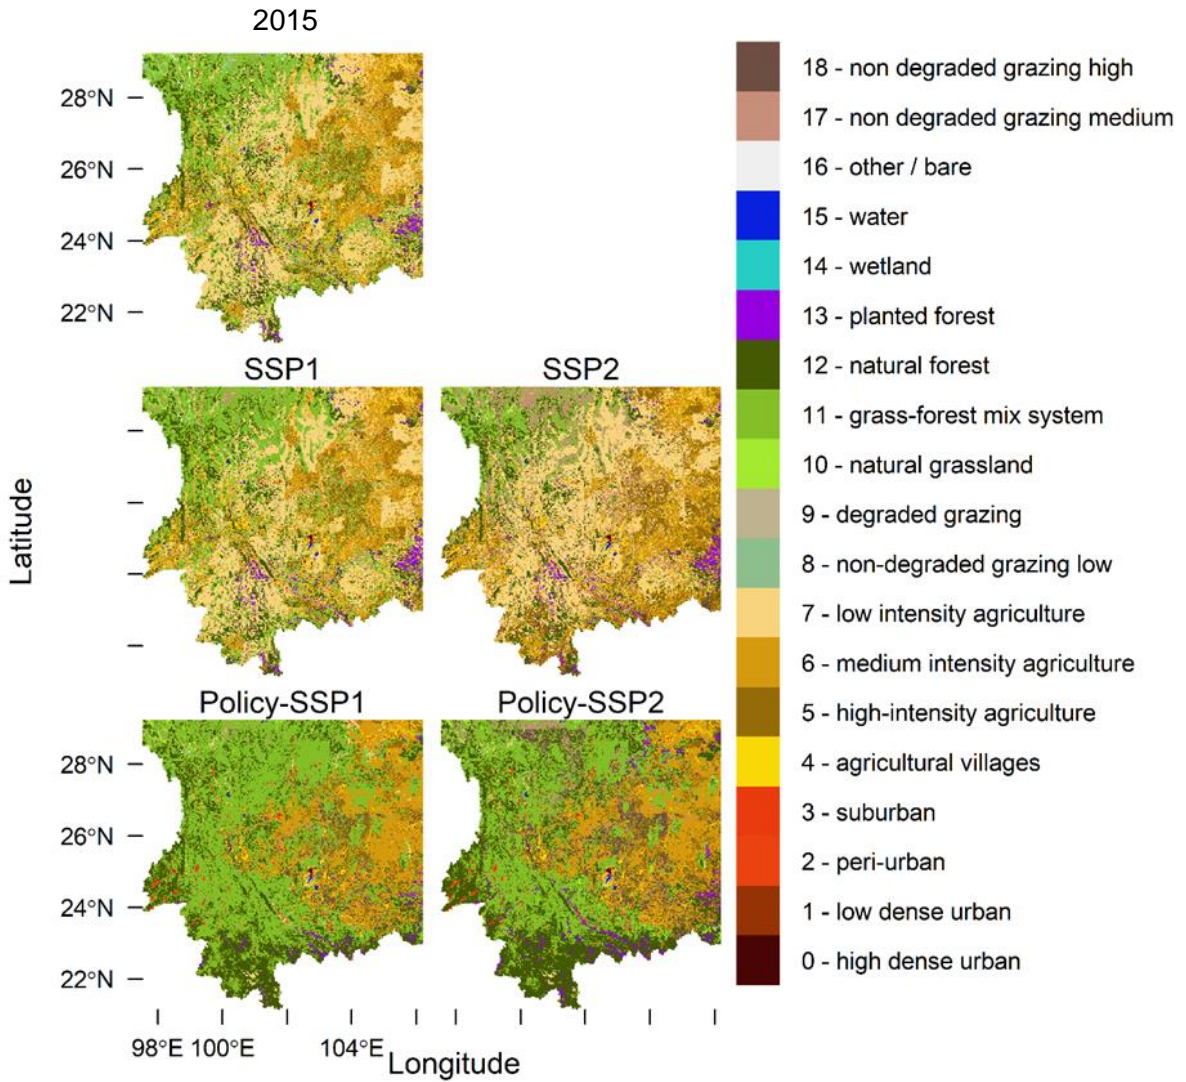 2015
28°N
26°N
24°N
22°N
SSP1
SSP2
Latitude
Policy-SSP1
Policy-SSP2
28°N
26°N
24°N
22°N
98°E 100°E 104°E
Longitude
18 - non degraded grazing high
17 - non degraded grazing medium
16 - other / bare
15 - water
14 - wetland
13 - planted forest
12 - natural forest
11 - grass-forest mix system
10 - natural grassland
9 - degraded grazing
8 - non-degraded grazing low
7 - low intensity agriculture
6 - medium intensity agriculture
5 - high-intensity agriculture
4 - agricultural villages
3 - suburban
2 - peri-urban
1 - low dense urban
0 - high dense urban